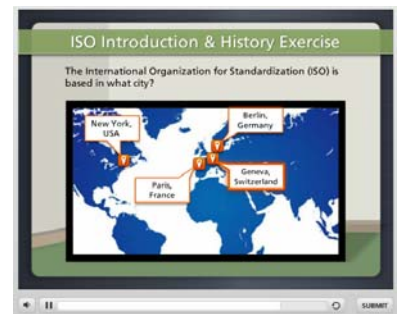 ISO Introduction & History Exercise
The International Organization for Standardization (ISO) is
based in what city?
New York,
USA
Berlin,
Germany
Paris,
France
Geneva,
Switzerland
SUBMIT